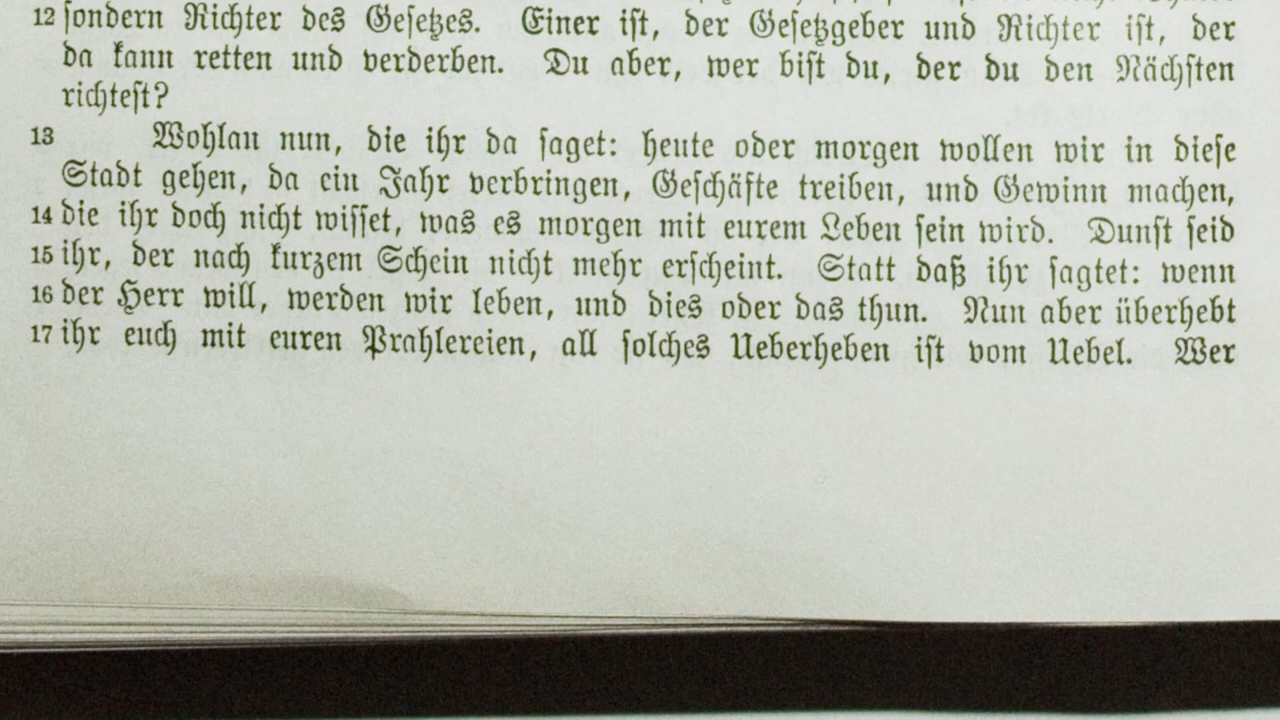 12 sondern Richter des Gesetzes. Einer ist, der Gesetzgeber und Richter ist, der
da kann retten und verderben. Du aber, wer bist du, der du den Nächsten
richtest?
13 Wohlan nun, die ihr da saget: heute oder morgen wollen wir in diese
Stadt gehen, da ein Jahr verbringen, Geschäfte treiben, und Gewinn machen,
14 die ihr doch nicht wisset, was es morgen mit eurem Leben sein wird. Dunst seid
15 ihr, der nach kurzem Schein nicht mehr erscheint. Statt daß ihr sagtet: wenn
16 der Herr will, werden wir leben, und dies oder das thun. Nun aber überhebt
17 ihr euch mit euren Prahlereien, all solches Ueberheben ist vom Uebel. Wer